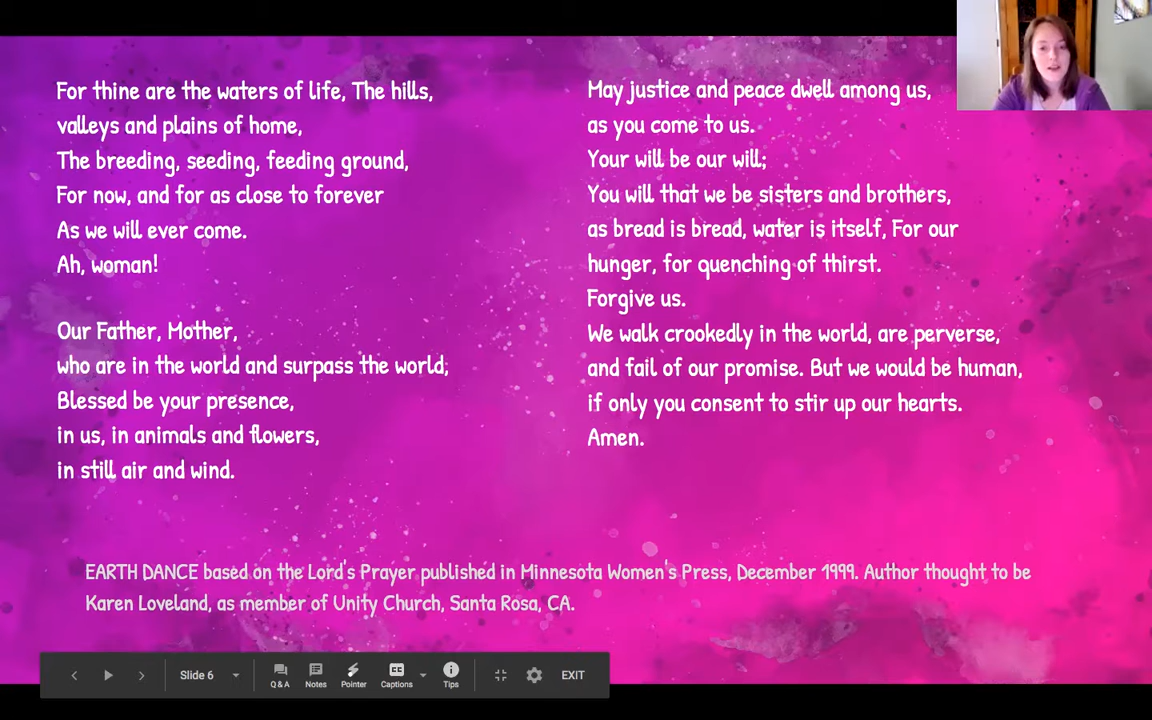 For thine are the waters of life, The hills,
valleys and plains of home,
The breeding, seeding, feeding ground,
For now, and for as close to forever
As we will ever come.
Ah, woman!
Our Father, Mother,
who are in the world and surpass the world;
Blessed be your presence,
in us, in animals and flowers,
in still air and wind.
May justice and peace dwell among us,
as you come to us.
Your will be our will;
You will that we be sisters and brothers,
as bread is bread, water is itself, For our
hunger, for quenching of thirst.
Forgive us.
We walk crookedly in the world, are perverse,
and fail of our promise. But we would be human,
if only you consent to stir up our hearts.
Amen.
EARTH DANCE based on the Lord's Prayer published in Minnesota Women's Press, December 1999. Author thought to be
Karen Loveland, as member of Unity Church, Santa Rosa, CA.
Slide 6
Q & A
Notes
Pointer
CC
Captions
Tips
EXIT